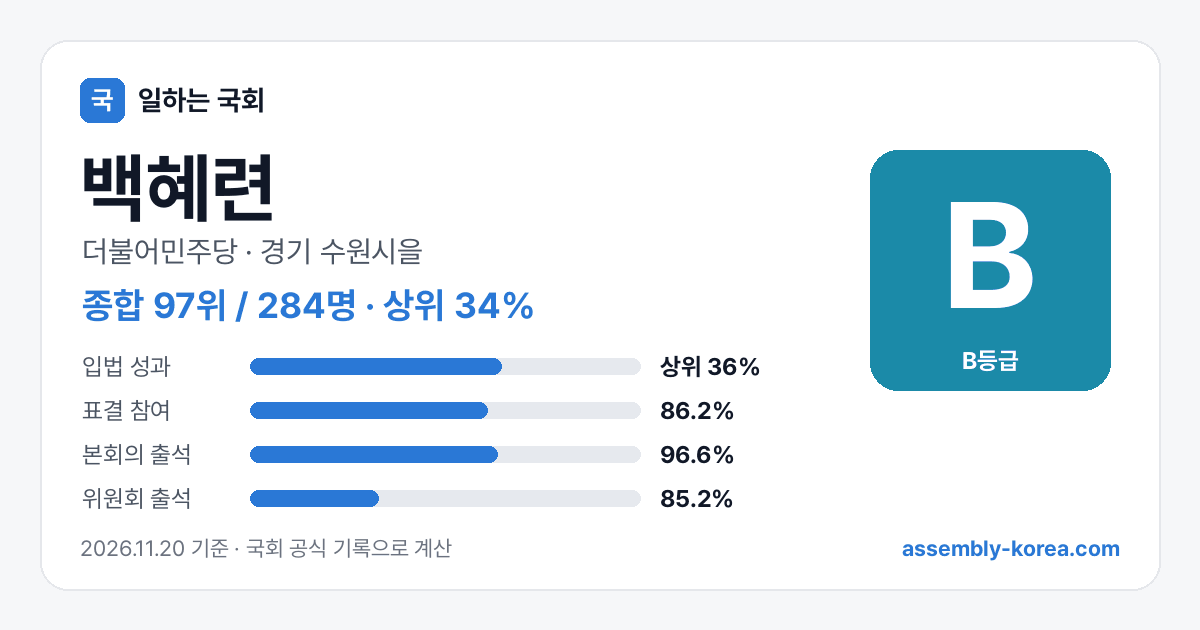 국 일하는 국회
백혜련
더불어민주당 · 경기 수원시을
종합 97위 / 284명 · 상위 34%
B
B등급
입법 성과 상위 36%
표결 참여 86.2%
본회의 출석 96.6%
위원회 출석 85.2%
2026.11.20 기준 · 국회 공식 기록으로 계산
assembly-korea.com